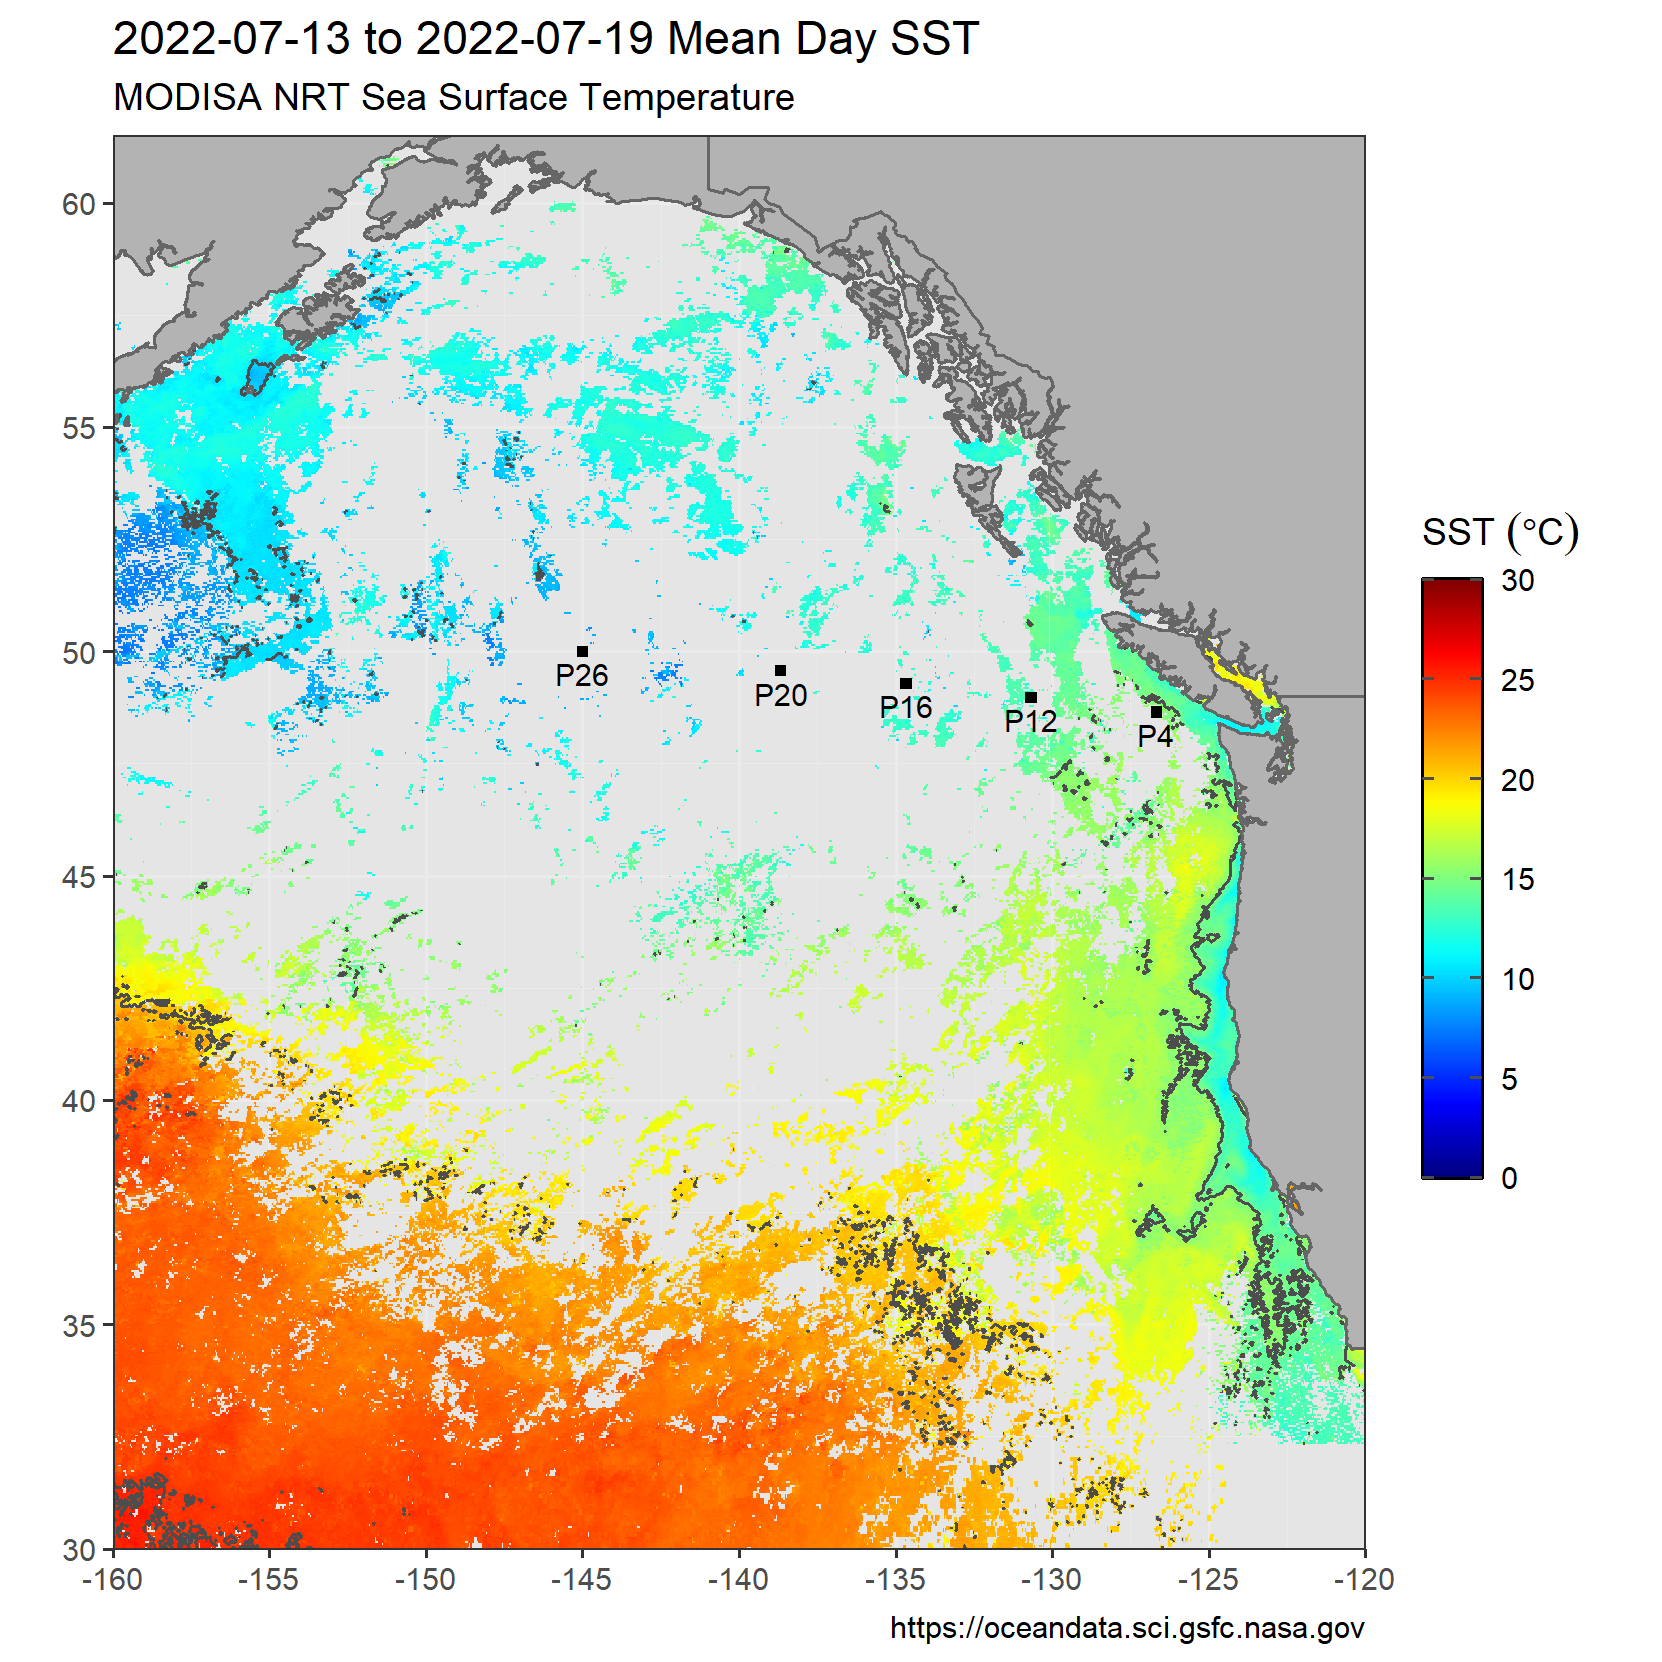 2022-07-13 to 2022-07-19 Mean Day SST
MODISA NRT Sea Surface Temperature
60
55
50
45
40
35
30
P26
P20
P16
P12
P4
SST (°C)
30
25
20
15
10
5
0
-160
-155
-150
-145
-140
-135
-130
-125
-120
https://oceandata.sci.gsfc.nasa.gov